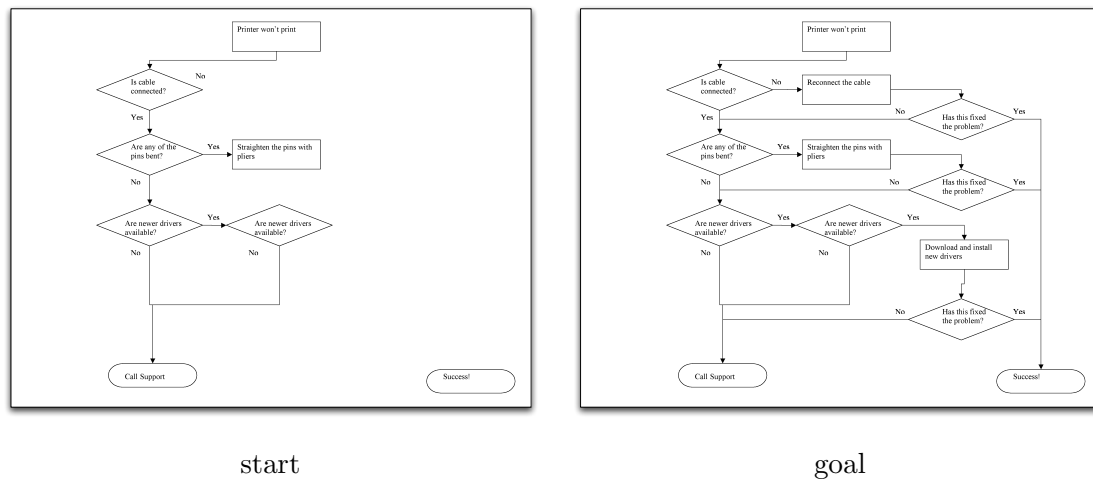 Printer won't print
No
Is cable
connected?
Yes
Are any of the
pins bent?
Yes
Straighten the pins with
pliers
No
Are newer drivers
available?
Yes
Are newer drivers
available?
No
No
Call Support
Success!
start
Printer won't print
Is cable
connected?
No
Reconnect the cable
No
Has this fixed
the problem?
Yes
Yes
Are any of the
pins bent?
Yes
Straighten the pins with
pliers
No
No
Has this fixed
the problem?
Yes
Are newer drivers
available?
Yes
Are newer drivers
available?
Yes
No
No
Download and install
new drivers
No
Has this fixed
the problem?
Yes
Call Support
Success!
goal